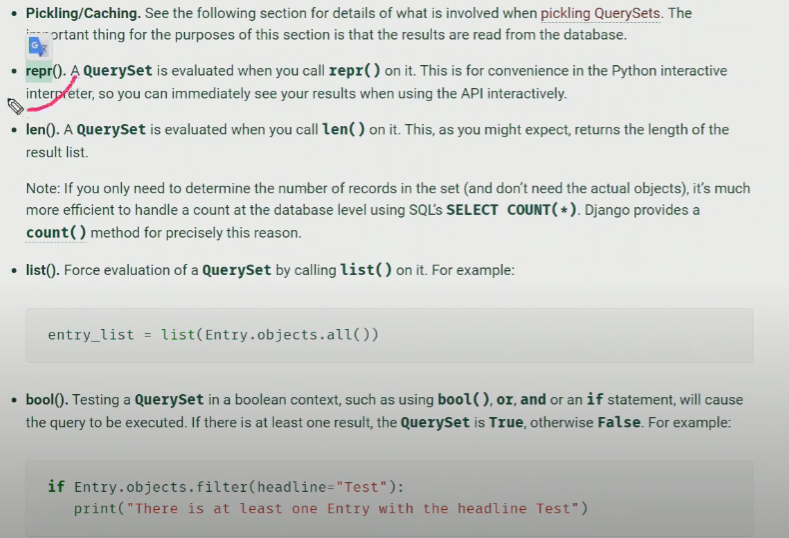 Pickling/Caching. See the following section for details of what is involved when pickling QuerySets. The
important thing for the purposes of this section is that the results are read from the database.
repr(). A QuerySet is evaluated when you call repr() on it. This is for convenience in the Python interactive
interpreter, so you can immediately see your results when using the API interactively.
len(). A QuerySet is evaluated when you call len() on it. This, as you might expect, returns the length of the
result list.
Note: If you only need to determine the number of records in the set (and don't need the actual objects), it's much
more efficient to handle a count at the database level using SQL's SELECT COUNT(*). Django provides a
count() method for precisely this reason.
list(). Force evaluation of a QuerySet by calling list() on it. For example:
entry_list = list(Entry.objects.all())
bool(). Testing a QuerySet in a boolean context, such as using bool(), or, and or an if statement, will cause
the query to be executed. If there is at least one result, the QuerySet is True, otherwise False. For example:
if Entry.objects.filter(headline="Test"):
print("There is at least one Entry with the headline Test")